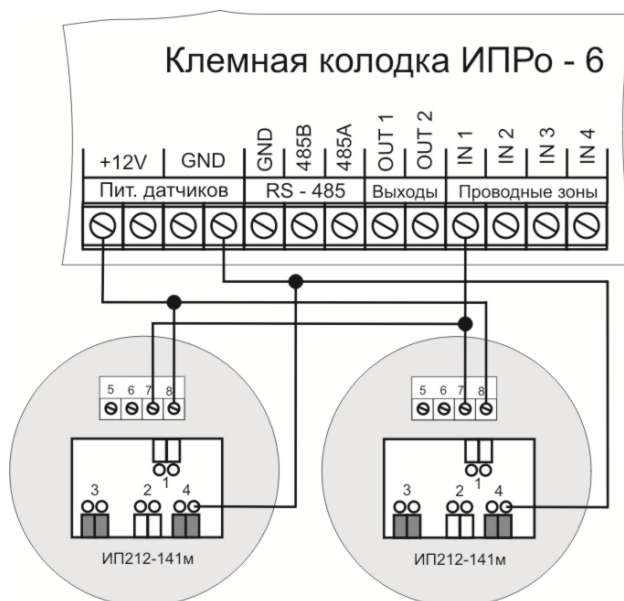 Клемная колодка ИПРо - 6
+12V GND GND 485B 485A OUT 1 OUT 2 IN 1 IN 2 IN 3 IN 4
Пит. датчиков RS - 485 Выходы Проводные зоны
5 6 7 8
1
3 2 4
ИП212-141м
5 6 7 8
1
3 2 4
ИП212-141м